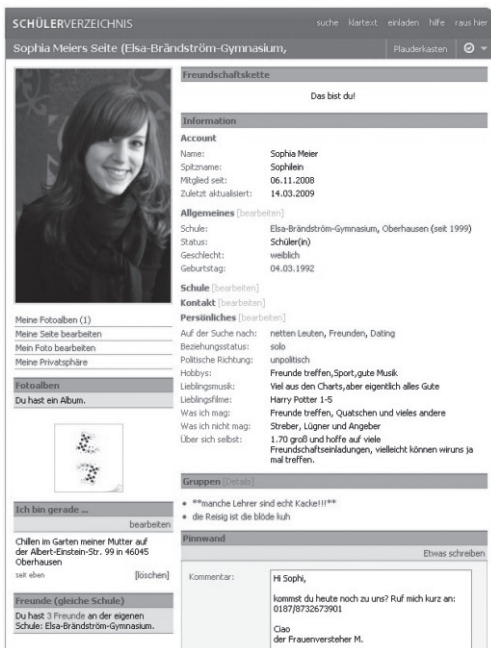 SCHÜLERVERZEICHNIS
suche klartext einladen hilfe raus hier
Sophia Meiers Seite (Elsa-Brändström-Gymnasium,
Plauderkasten
Meine Fotoalben (1)
Meine Seite bearbeiten
Mein Foto bearbeiten
Meine Privatsphäre
Fotoalben
Du hast ein Album.
Ich bin gerade ...
bearbeiten
Chillen im Garten meiner Mutter auf
der Albert-Einstein-Str. 99 in 46045
Oberhausen
seit eben [löschen]
Freunde (gleiche Schule)
Du hast 3 Freunde an der eigenen
Schule: Elsa-Brändström-Gymnasium.
Freundschaftskette
Das bist du!
Information
Account
Name: Sophia Meier
Spitzname: Sophilein
Mitglied seit: 06.11.2008
Zuletzt aktualisiert: 14.03.2009
Allgemeines [bearbeiten]
Schule: Elsa-Brändström-Gymnasium, Oberhausen (seit 1999)
Status: Schüler(in)
Geschlecht: weiblich
Geburtstag: 04.03.1992
Schule [bearbeiten]
Kontakt [bearbeiten]
Persönliches [bearbeiten]
Auf der Suche nach: netten Leuten, Freunden, Dating
Beziehungsstatus: solo
Politische Richtung: unpolitisch
Hobbys: Freunde treffen,Sport,gute Musik
Lieblingsmusik: Viel aus den Charts,aber eigentlich alles Gute
Lieblingsfilme: Harry Potter 1-5
Was ich mag: Freunde treffen, Quatschen und vieles andere
Was ich nicht mag: Streber, Lügner und Angeber
Über sich selbst: 1.70 groß und hoffe auf viele
Freundschaftseinladungen, vielleicht können wiruns ja
mal treffen.
Gruppen [Details]
• **manche Lehrer sind echt Kacke!!!**
• die Reisig ist die blöde kuh
Pinnwand
Etwas schreiben
Kommentar: Hi Sophi,
kommst du heute noch zu uns? Ruf mich kurz an:
0187/8732673901
Ciao
der Frauenversteher M.